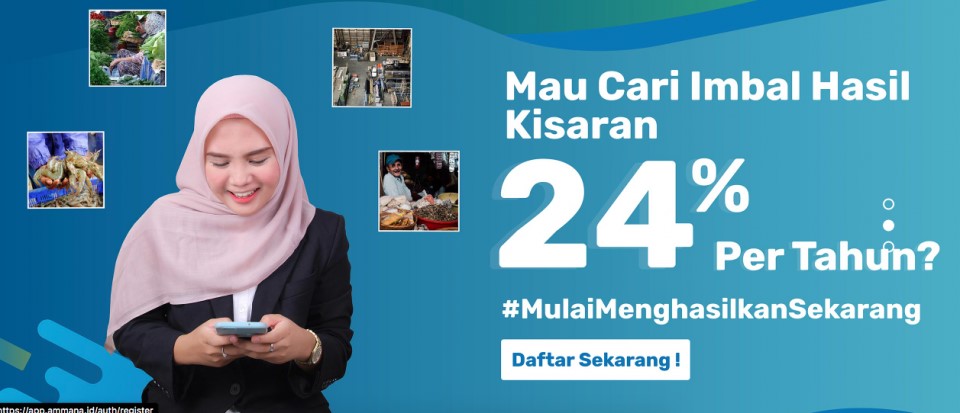 Mau Cari Imbal Hasil
Kisaran
24%
Per Tahun?
#MulaiMenghasilkanSekarang
Daftar Sekarang !
https://app.ammana.id/auth/register